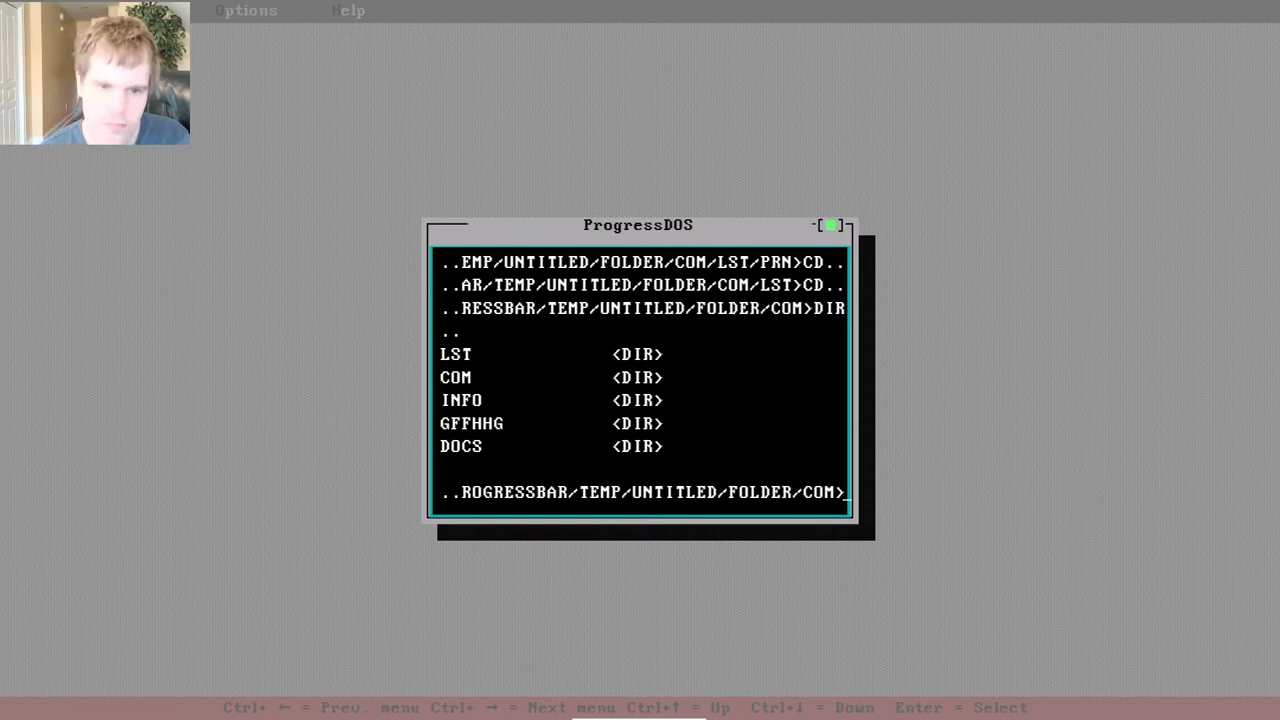 Options Help
ProgressDOS
..EMP/UNTITLED/FOLDER/COM/LST/PRN>CD..
..AR/TEMP/UNTITLED/FOLDER/COM/LST>CD..
..RESSBAR/TEMP/UNTITLED/FOLDER/COM>DIR
..
LST <DIR>
COM <DIR>
INFO <DIR>
GFFHHG <DIR>
DOCS <DIR>
..ROGRESSBAR/TEMP/UNTITLED/FOLDER/COM>_
Ctrl+ ← = Prev. menu Ctrl+ → = Next menu Ctrl+↑ = Up Ctrl+↓ = Down Enter = Select